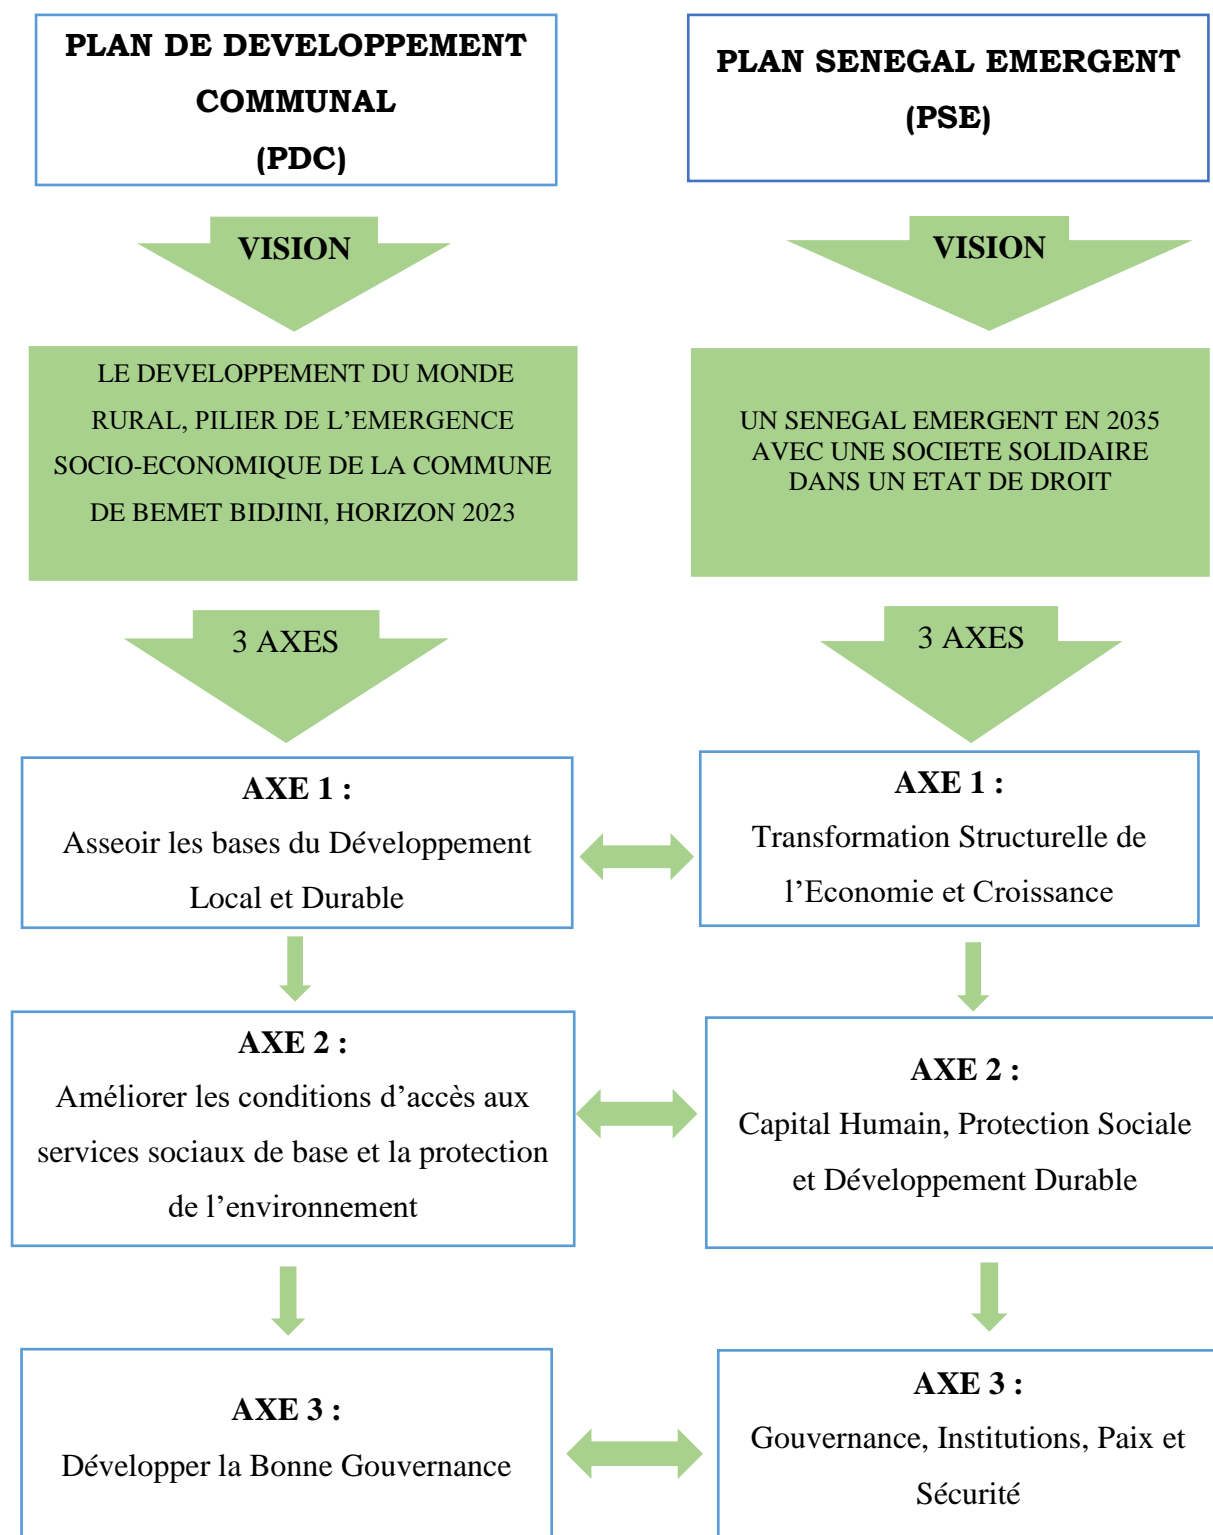 PLAN DE DEVELOPPEMENT
COMMUNAL
(PDC)
PLAN SENEGAL EMERGENT
(PSE)
VISION
VISION
LE DEVELOPPEMENT DU MONDE
RURAL, PILIER DE L’EMERGENCE
SOCIO-ECONOMIQUE DE LA COMMUNE
DE BEMET BIDJINI, HORIZON 2023
UN SENEGAL EMERGENT EN 2035
AVEC UNE SOCIETE SOLIDAIRE
DANS UN ETAT DE DROIT
3 AXES
3 AXES
AXE 1 :
Asseoir les bases du Développement
Local et Durable
AXE 1 :
Transformation Structurelle de
l’Economie et Croissance
AXE 2 :
Améliorer les conditions d’accès aux
services sociaux de base et la protection
de l’environnement
AXE 2 :
Capital Humain, Protection Sociale
et Développement Durable
AXE 3 :
Développer la Bonne Gouvernance
AXE 3 :
Gouvernance, Institutions, Paix et
Sécurité